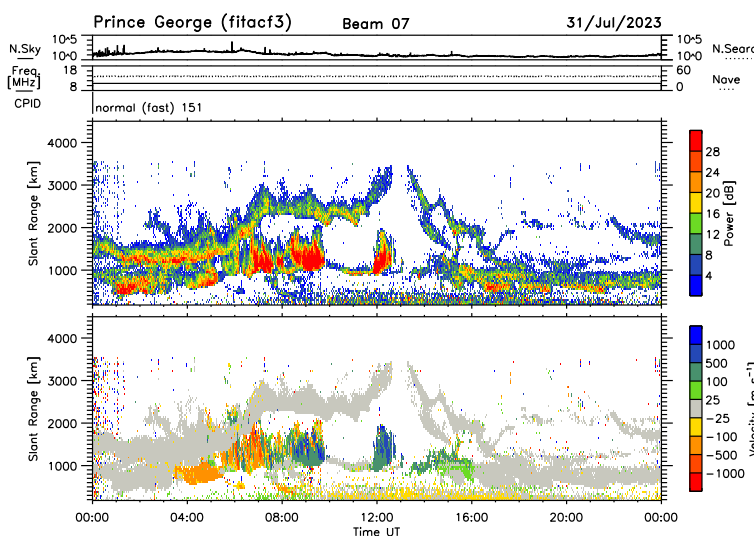 Prince George (fitacf3) Beam 07 31/Jul/2023
N.Sky 10^5 10^0 10^5 10^0
Freq. [MHz] 18 8 60 0 Nave
CPID normal (fast) 151
Slant Range [km] 4000 3000 2000 1000
Power [dB] 28 24 20 16 12 8 4
Slant Range [km] 4000 3000 2000 1000
1000 500 100 25 -25 -100 -500 -1000
00:00 04:00 08:00 12:00 16:00 20:00 00:00
Time UT